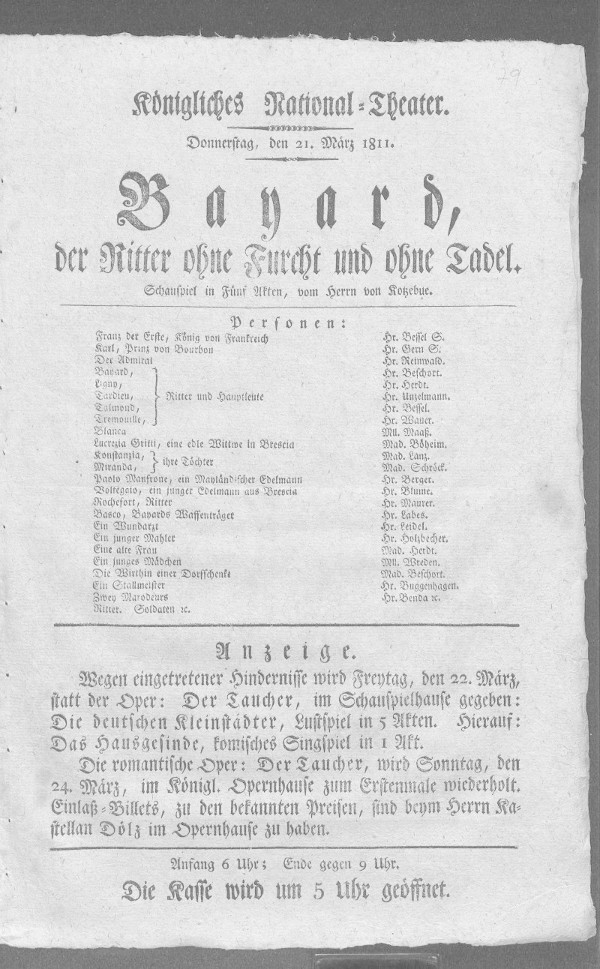 29
Königliches National-Theater.
Donnerstag, den 21. März 1811.
Bayard,
der Ritter ohne Furcht und ohne Tadel.
Schauspiel in Fünf Akten, vom Herrn von Kotzebue.
Personen:
Franz der Erste, König von Frankreich Hr. Bessel S.
Karl, Prinz von Bourbon Hr. Gern S.
Der Admiral Hr. Reinwald.
Bayard, Hr. Beschort.
Ligny, Hr. Herdt.
Tardieu, Ritter und Hauptleute Hr. Unzelmann.
Talmond, Hr. Bessel.
Tremouille, Hr. Wauer.
Blanca Mll. Maaß.
Lucrezia Gritti, eine edle Wittwe in Brescia Mad. Böheim.
Konstanzia, Mad. Lanz.
Miranda, ihre Töchter Mad. Schröck.
Paolo Manfrone, ein Mayländischer Edelmann Hr. Berger.
Voltegoio, ein junger Edelmann aus Brescia Hr. Blume.
Rochefort, Ritter Hr. Maurer.
Basco, Bayards Waffenträger Hr. Labes.
Ein Wundarzt Hr. Leidel.
Ein junger Mahler Hr. Holzbecher.
Eine alte Frau Mad. Herdt.
Ein junges Mädchen Mll. Wreden.
Die Wirthin einer Dorfschenke Mad. Beschort.
Ein Stallmeister Hr. Buggenhagen.
Zwey Marodeurs Hr. Benda ꝛc.
Ritter. Soldaten ꝛc.
Anzeige.
Wegen eingetretener Hindernisse wird Freytag, den 22. März,
statt der Oper: Der Taucher, im Schauspielhause gegeben:
Die deutschen Kleinstädter, Lustspiel in 5 Akten. Hierauf:
Das Hausgesinde, komisches Singspiel in 1 Akt.
Die romantische Oper: Der Taucher, wird Sonntag, den
24. März, im Königl. Opernhause zum Erstenmale wiederholt.
Einlaß-Billets, zu den bekannten Preisen, sind beym Herrn Ka-
stellan Dölz im Opernhause zu haben.
Anfang 6 Uhr; Ende gegen 9 Uhr.
Die Kasse wird um 5 Uhr geöffnet.